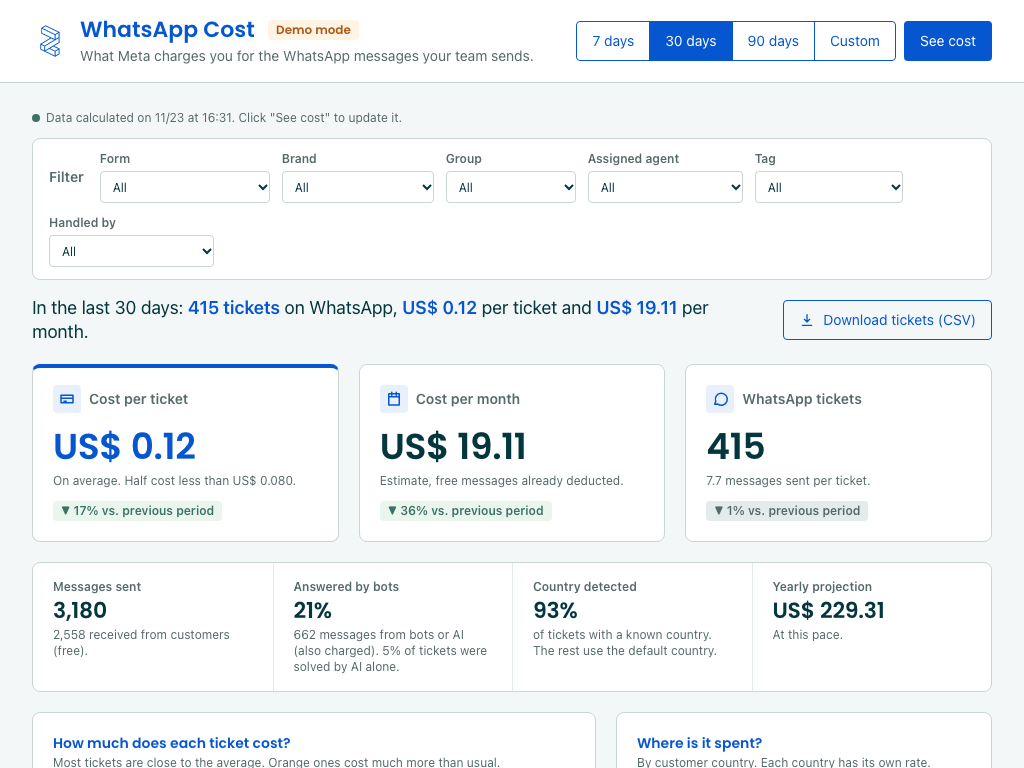 WhatsApp Cost
Demo mode
What Meta charges you for the WhatsApp messages your team sends.
7 days
30 days
90 days
Custom
See cost
Data calculated on 11/23 at 16:31. Click "See cost" to update it.
Filter
Form
All
Brand
All
Group
All
Assigned agent
All
Tag
All
Handled by
All
In the last 30 days: 415 tickets on WhatsApp, US$ 0.12 per ticket and US$ 19.11 per
month.
Download tickets (CSV)
Cost per ticket
US$ 0.12
On average. Half cost less than US$ 0.080.
▼ 17% vs. previous period
Cost per month
US$ 19.11
Estimate, free messages already deducted.
▼ 36% vs. previous period
WhatsApp tickets
415
7.7 messages sent per ticket.
▼ 1% vs. previous period
Messages sent
3,180
2,558 received from customers
(free).
Answered by bots
21%
662 messages from bots or AI
(also charged). 5% of tickets were
solved by AI alone.
Country detected
93%
of tickets with a known country.
The rest use the default country.
Yearly projection
US$ 229.31
At this pace.
How much does each ticket cost?
Most tickets are close to the average. Orange ones cost much more than usual.
Where is it spent?
By customer country. Each country has its own rate.